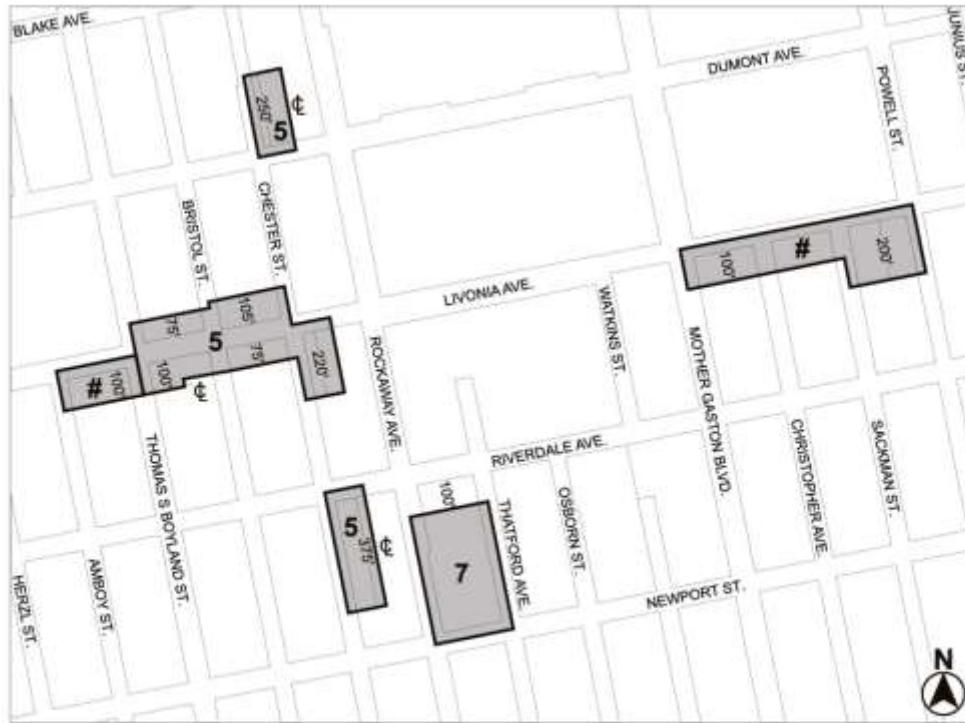 BLAKE AVE.
JUNIUS ST.
DUMONT AVE.
POWELL ST.
250'
5
℄
BRISTOL ST.
CHESTER ST.
LIVONIA AVE.
WATKINS ST.
100'
#
200'
75'
105'
5
#
100'
100'
75'
220'
℄
ROCKAWAY AVE.
MOTHER GASTON BLVD.
CHRISTOPHER AVE.
SACKMAN ST.
RIVERDALE AVE.
THOMAS S BOYLAND ST.
5
375'
℄
100'
7
THATFORD AVE.
OSBORN ST.
NEWPORT ST.
HERZL ST.
AMBOY ST.
N